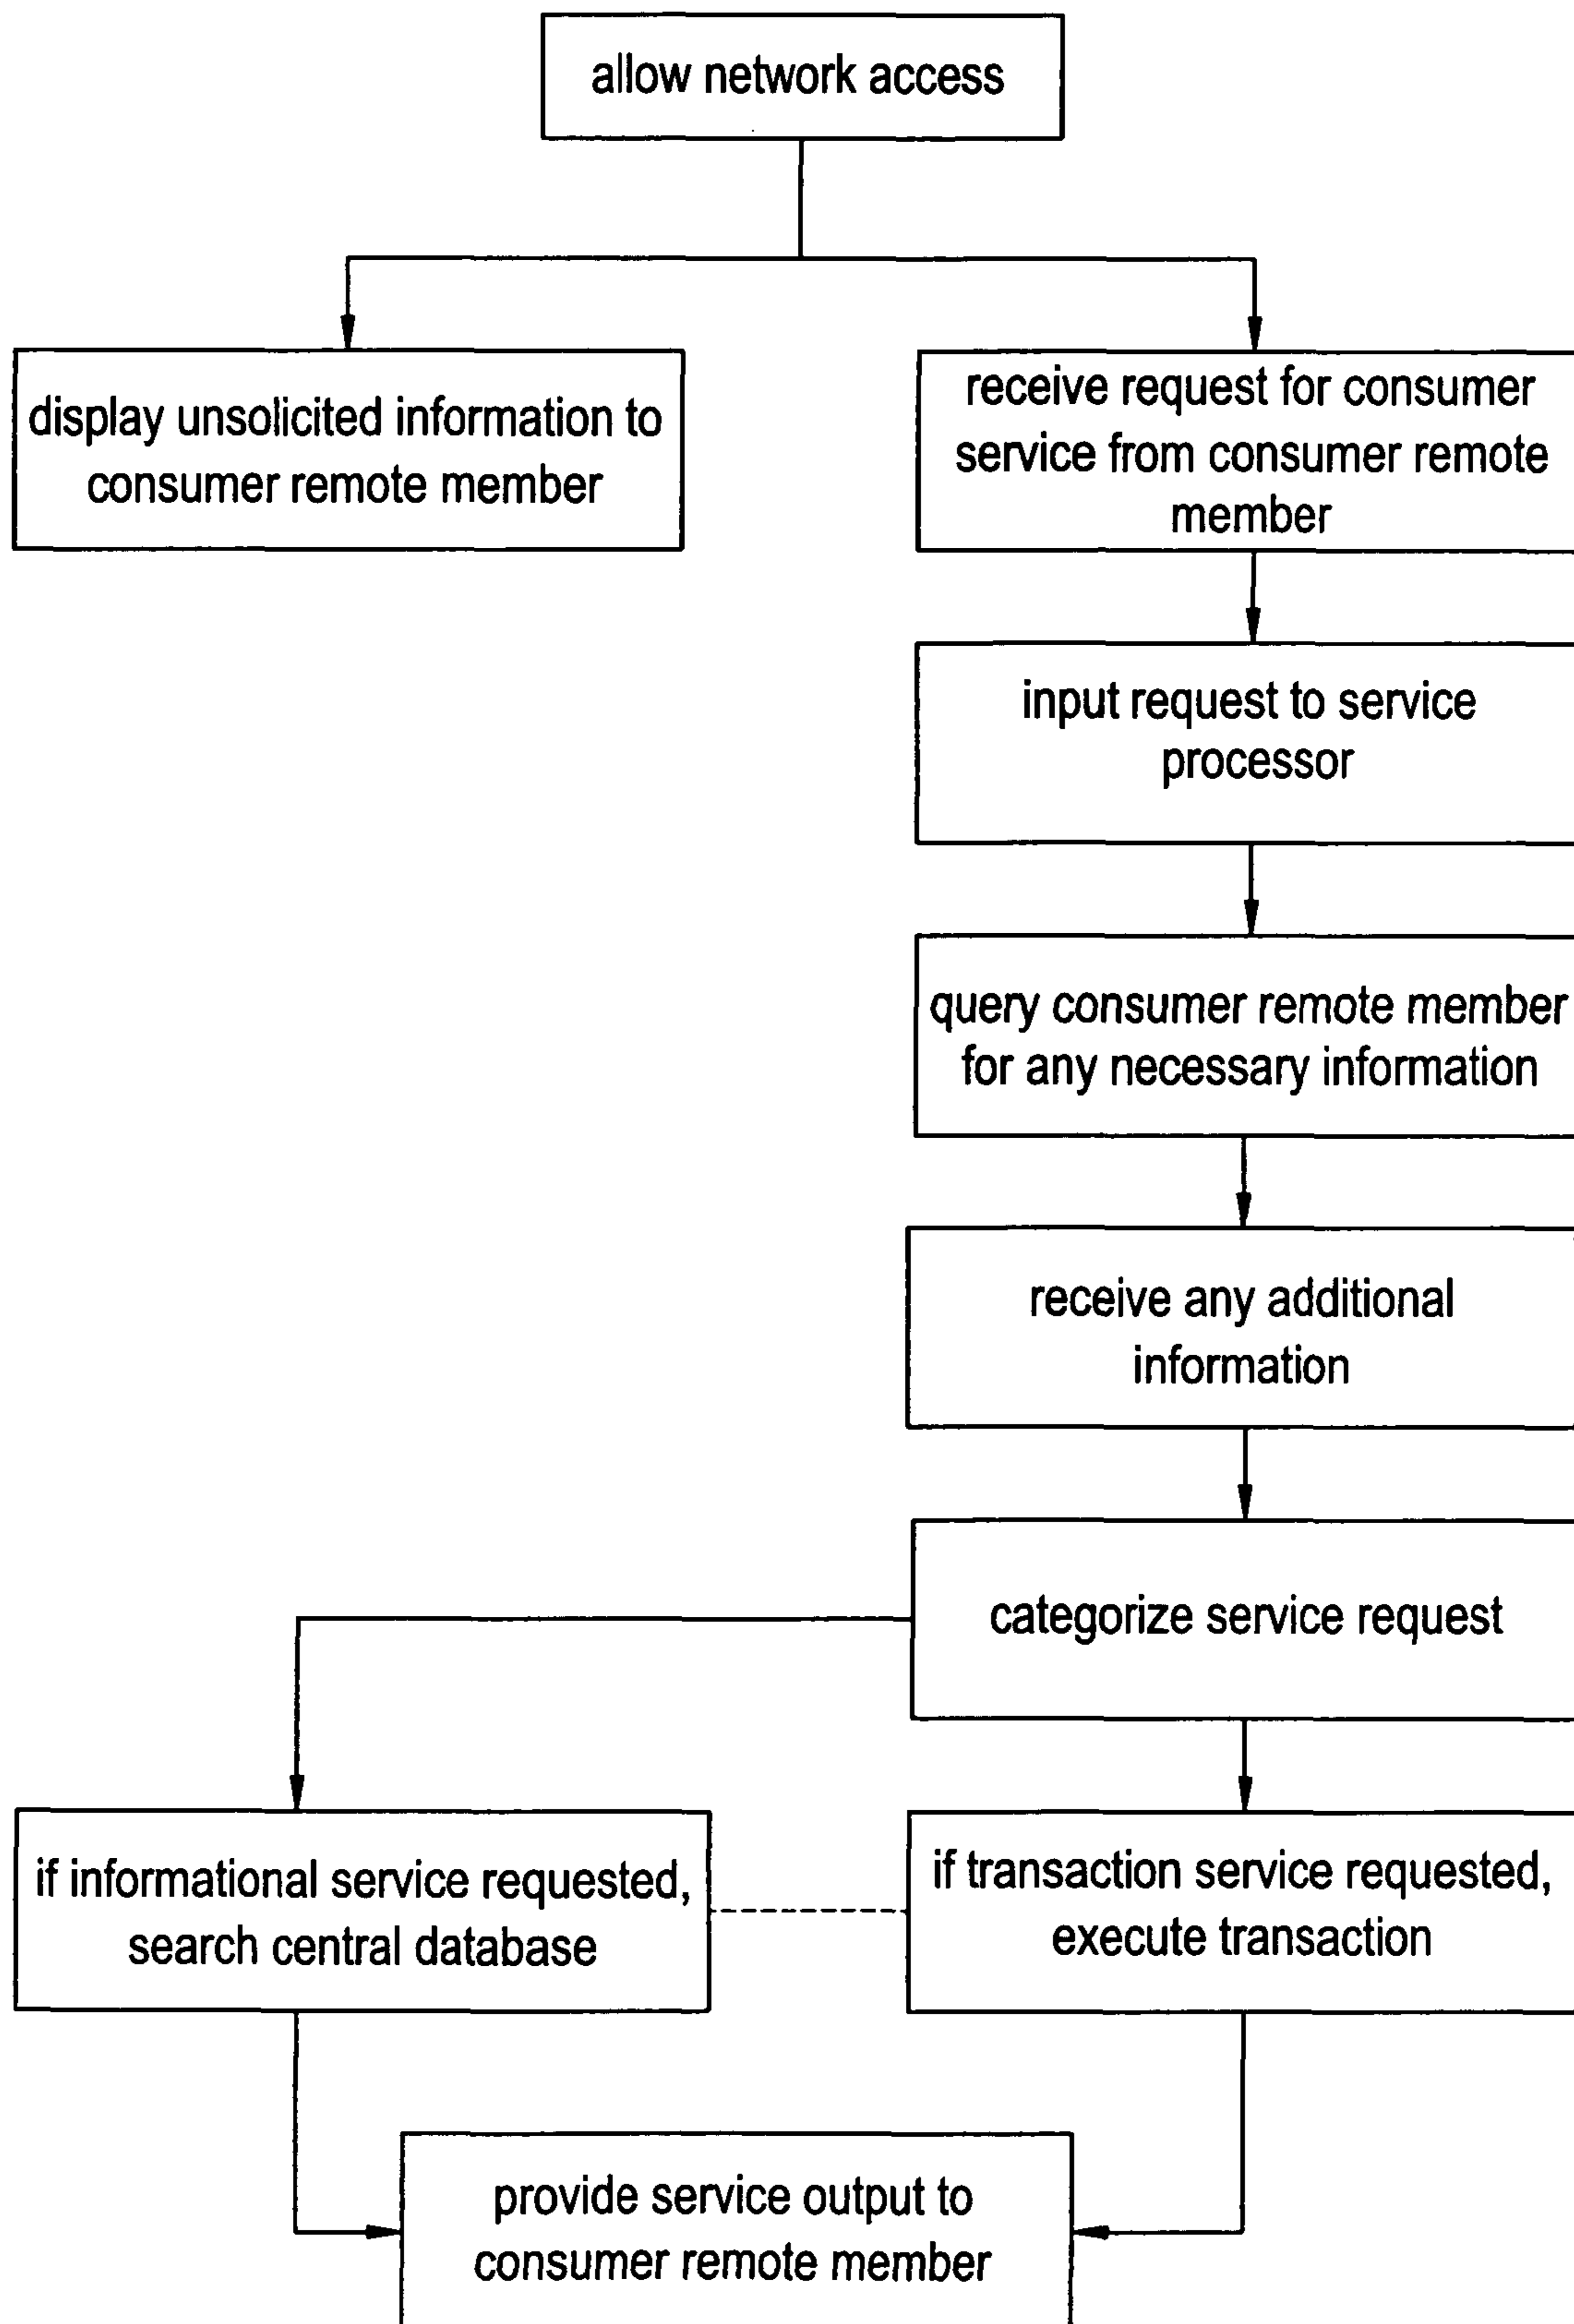 allow network access
display unsolicited information to
consumer remote member
receive request for consumer
service from consumer remote
member
input request to service
processor
query consumer remote member
for any necessary information
receive any additional
information
categorize service request
if informational service requested,
search central database
if transaction service requested,
execute transaction
provide service output to
consumer remote member